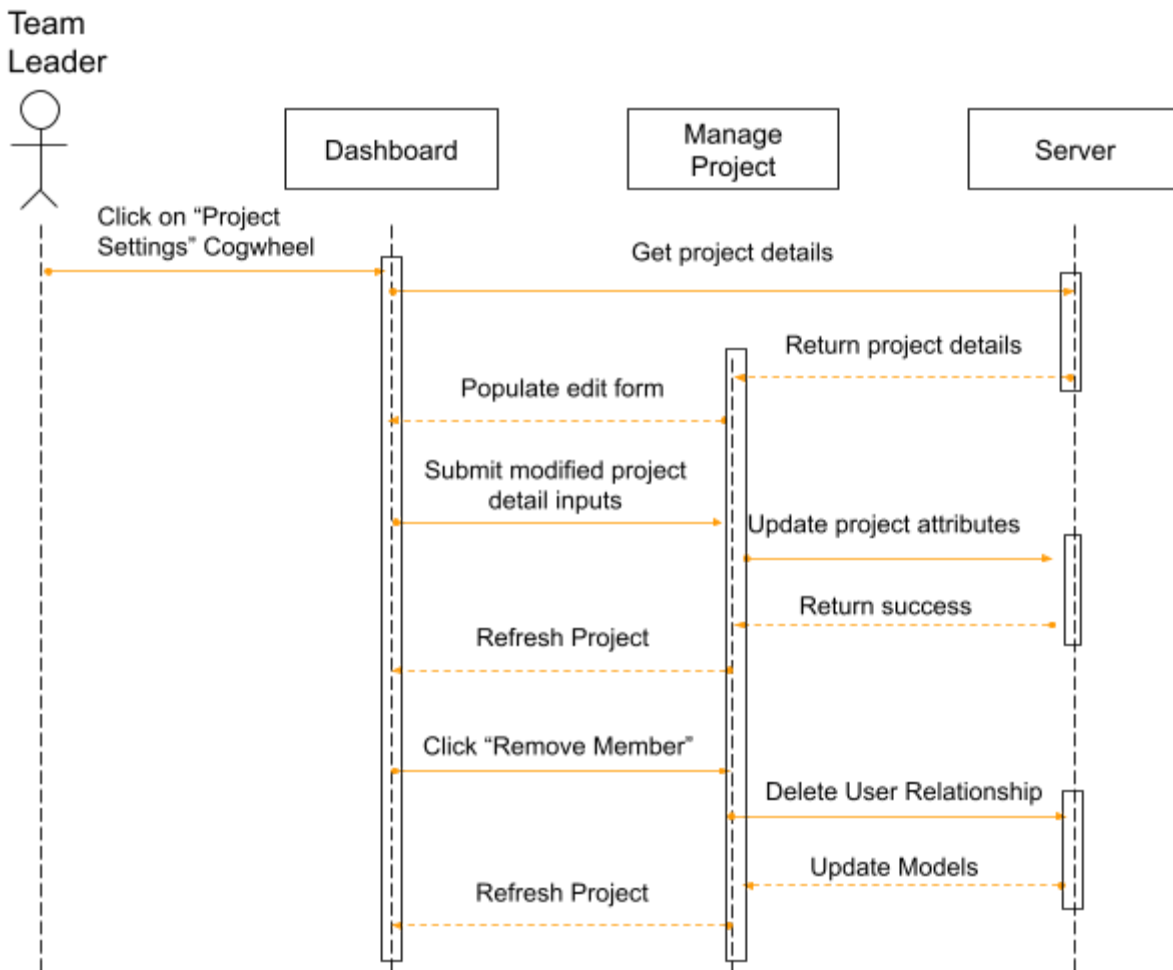 Team
Leader
Dashboard
Manage
Project
Server
Click on “Project
Settings” Cogwheel
Get project details
Return project details
Populate edit form
Submit modified project
detail inputs
Update project attributes
Return success
Refresh Project
Click “Remove Member”
Delete User Relationship
Update Models
Refresh Project